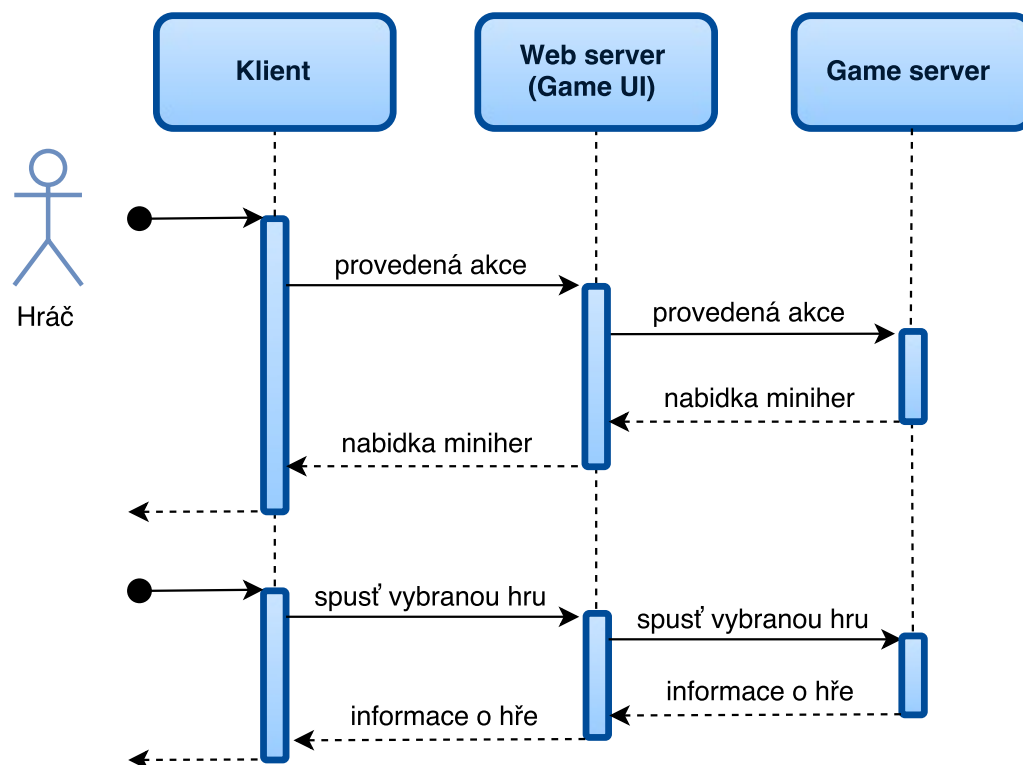 Klient
Web server
(Game UI)
Game server
Hráč
provedená akce
provedená akce
nabidka miniher
nabidka miniher
spusť vybranou hru
spusť vybranou hru
informace o hře
informace o hře